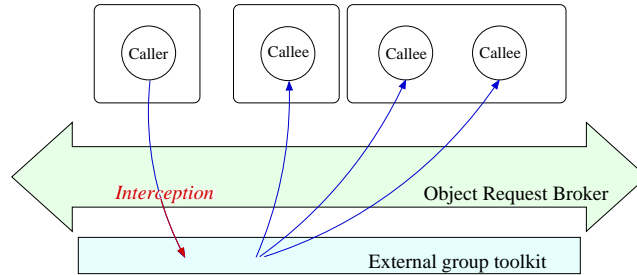 Caller
Callee
Callee
Callee
Interception
Object Request Broker
External group toolkit